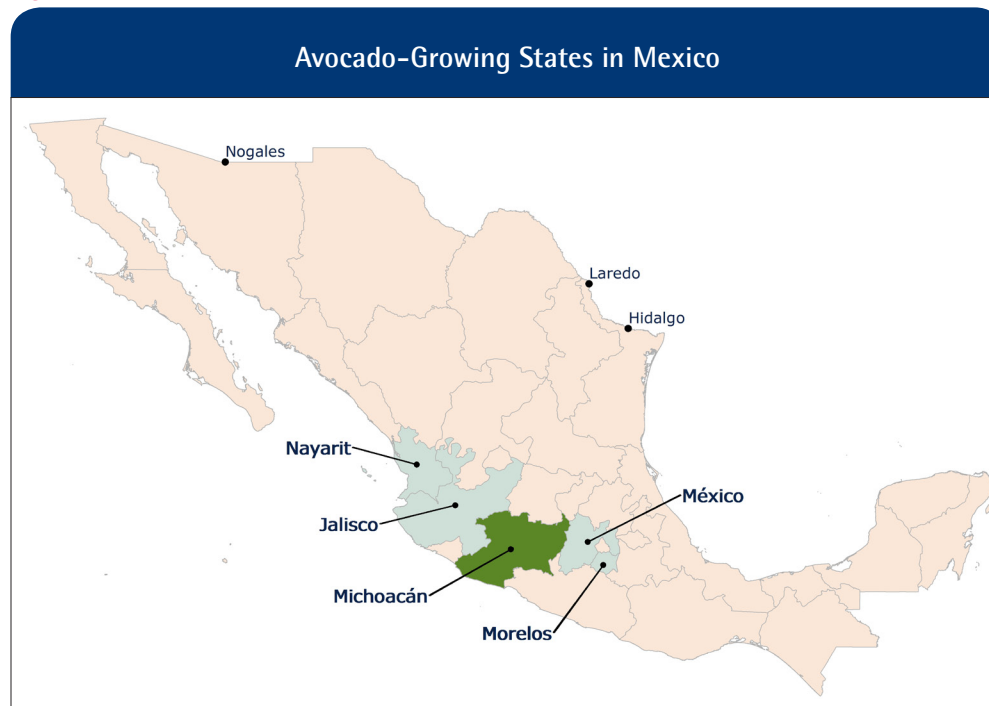 Avocado-Growing States in Mexico
Nogales
Laredo
Hidalgo
Nayarit
México
Jalisco
Michoacán
Morelos